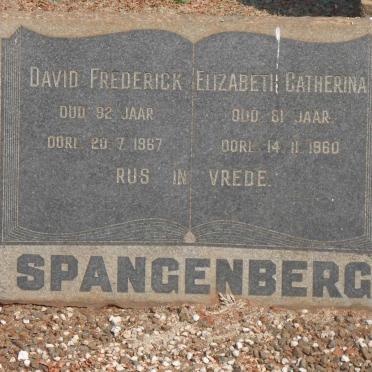 DAVID FREDERICK
OUD 92 JAAR
OORL. 20. 7. 1967
ELIZABETH CATHERINA
OUD 81 JAAR
OORL. 14. 11. 1960
RUS IN VREDE.
SPANGENBERG